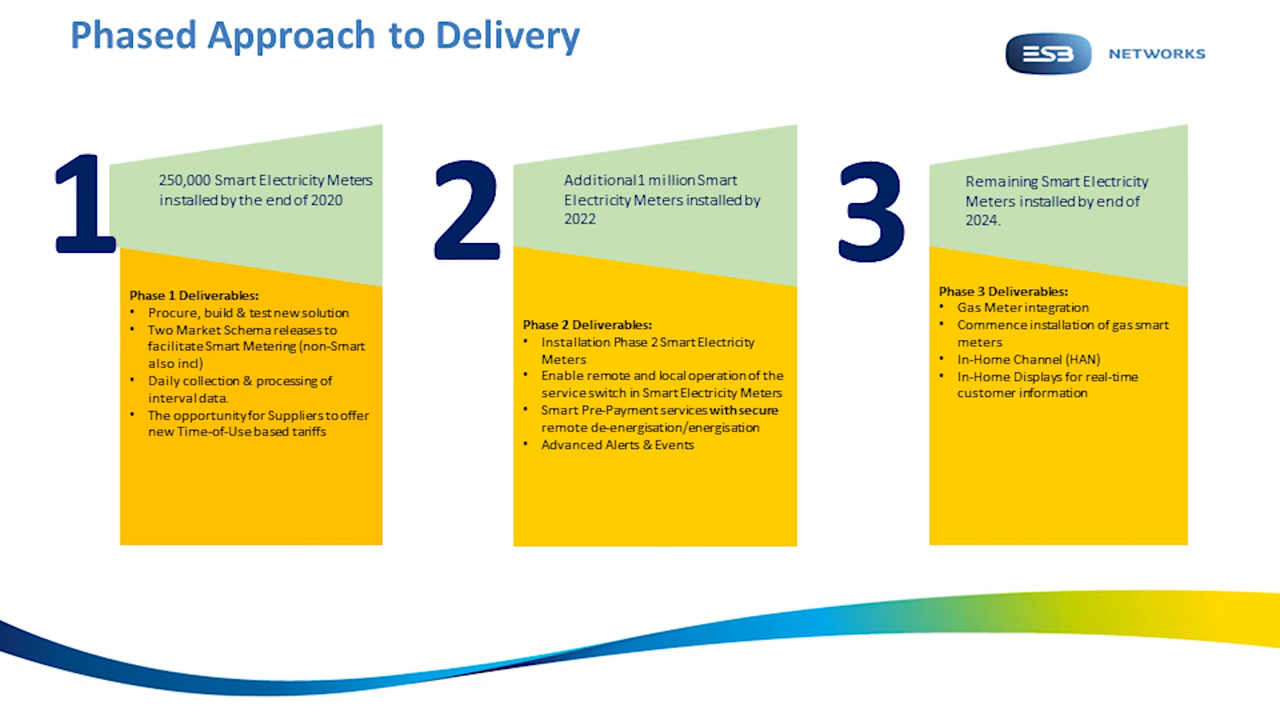 Phased Approach to Delivery
ESB NETWORKS
1
250,000 Smart Electricity Meters
installed by the end of 2020
Phase 1 Deliverables:
• Procure, build & test new solution
• Two Market Schema releases to
facilitate Smart Metering (non-Smart
also incl)
• Daily collection & processing of
interval data.
• The opportunity for Suppliers to offer
new Time-of-Use based tariffs
2
Additional 1 million Smart
Electricity Meters installed by
2022
Phase 2 Deliverables:
• Installation Phase 2 Smart Electricity
Meters
• Enable remote and local operation of the
service switch in Smart Electricity Meters
• Smart Pre-Payment services with secure
remote de-energisation/energisation
• Advanced Alerts & Events
3
Remaining Smart Electricity
Meters installed by end of
2024.
Phase 3 Deliverables:
• Gas Meter integration
• Commence installation of gas smart
meters
• In-Home Channel (HAN)
• In-Home Displays for real-time
customer information